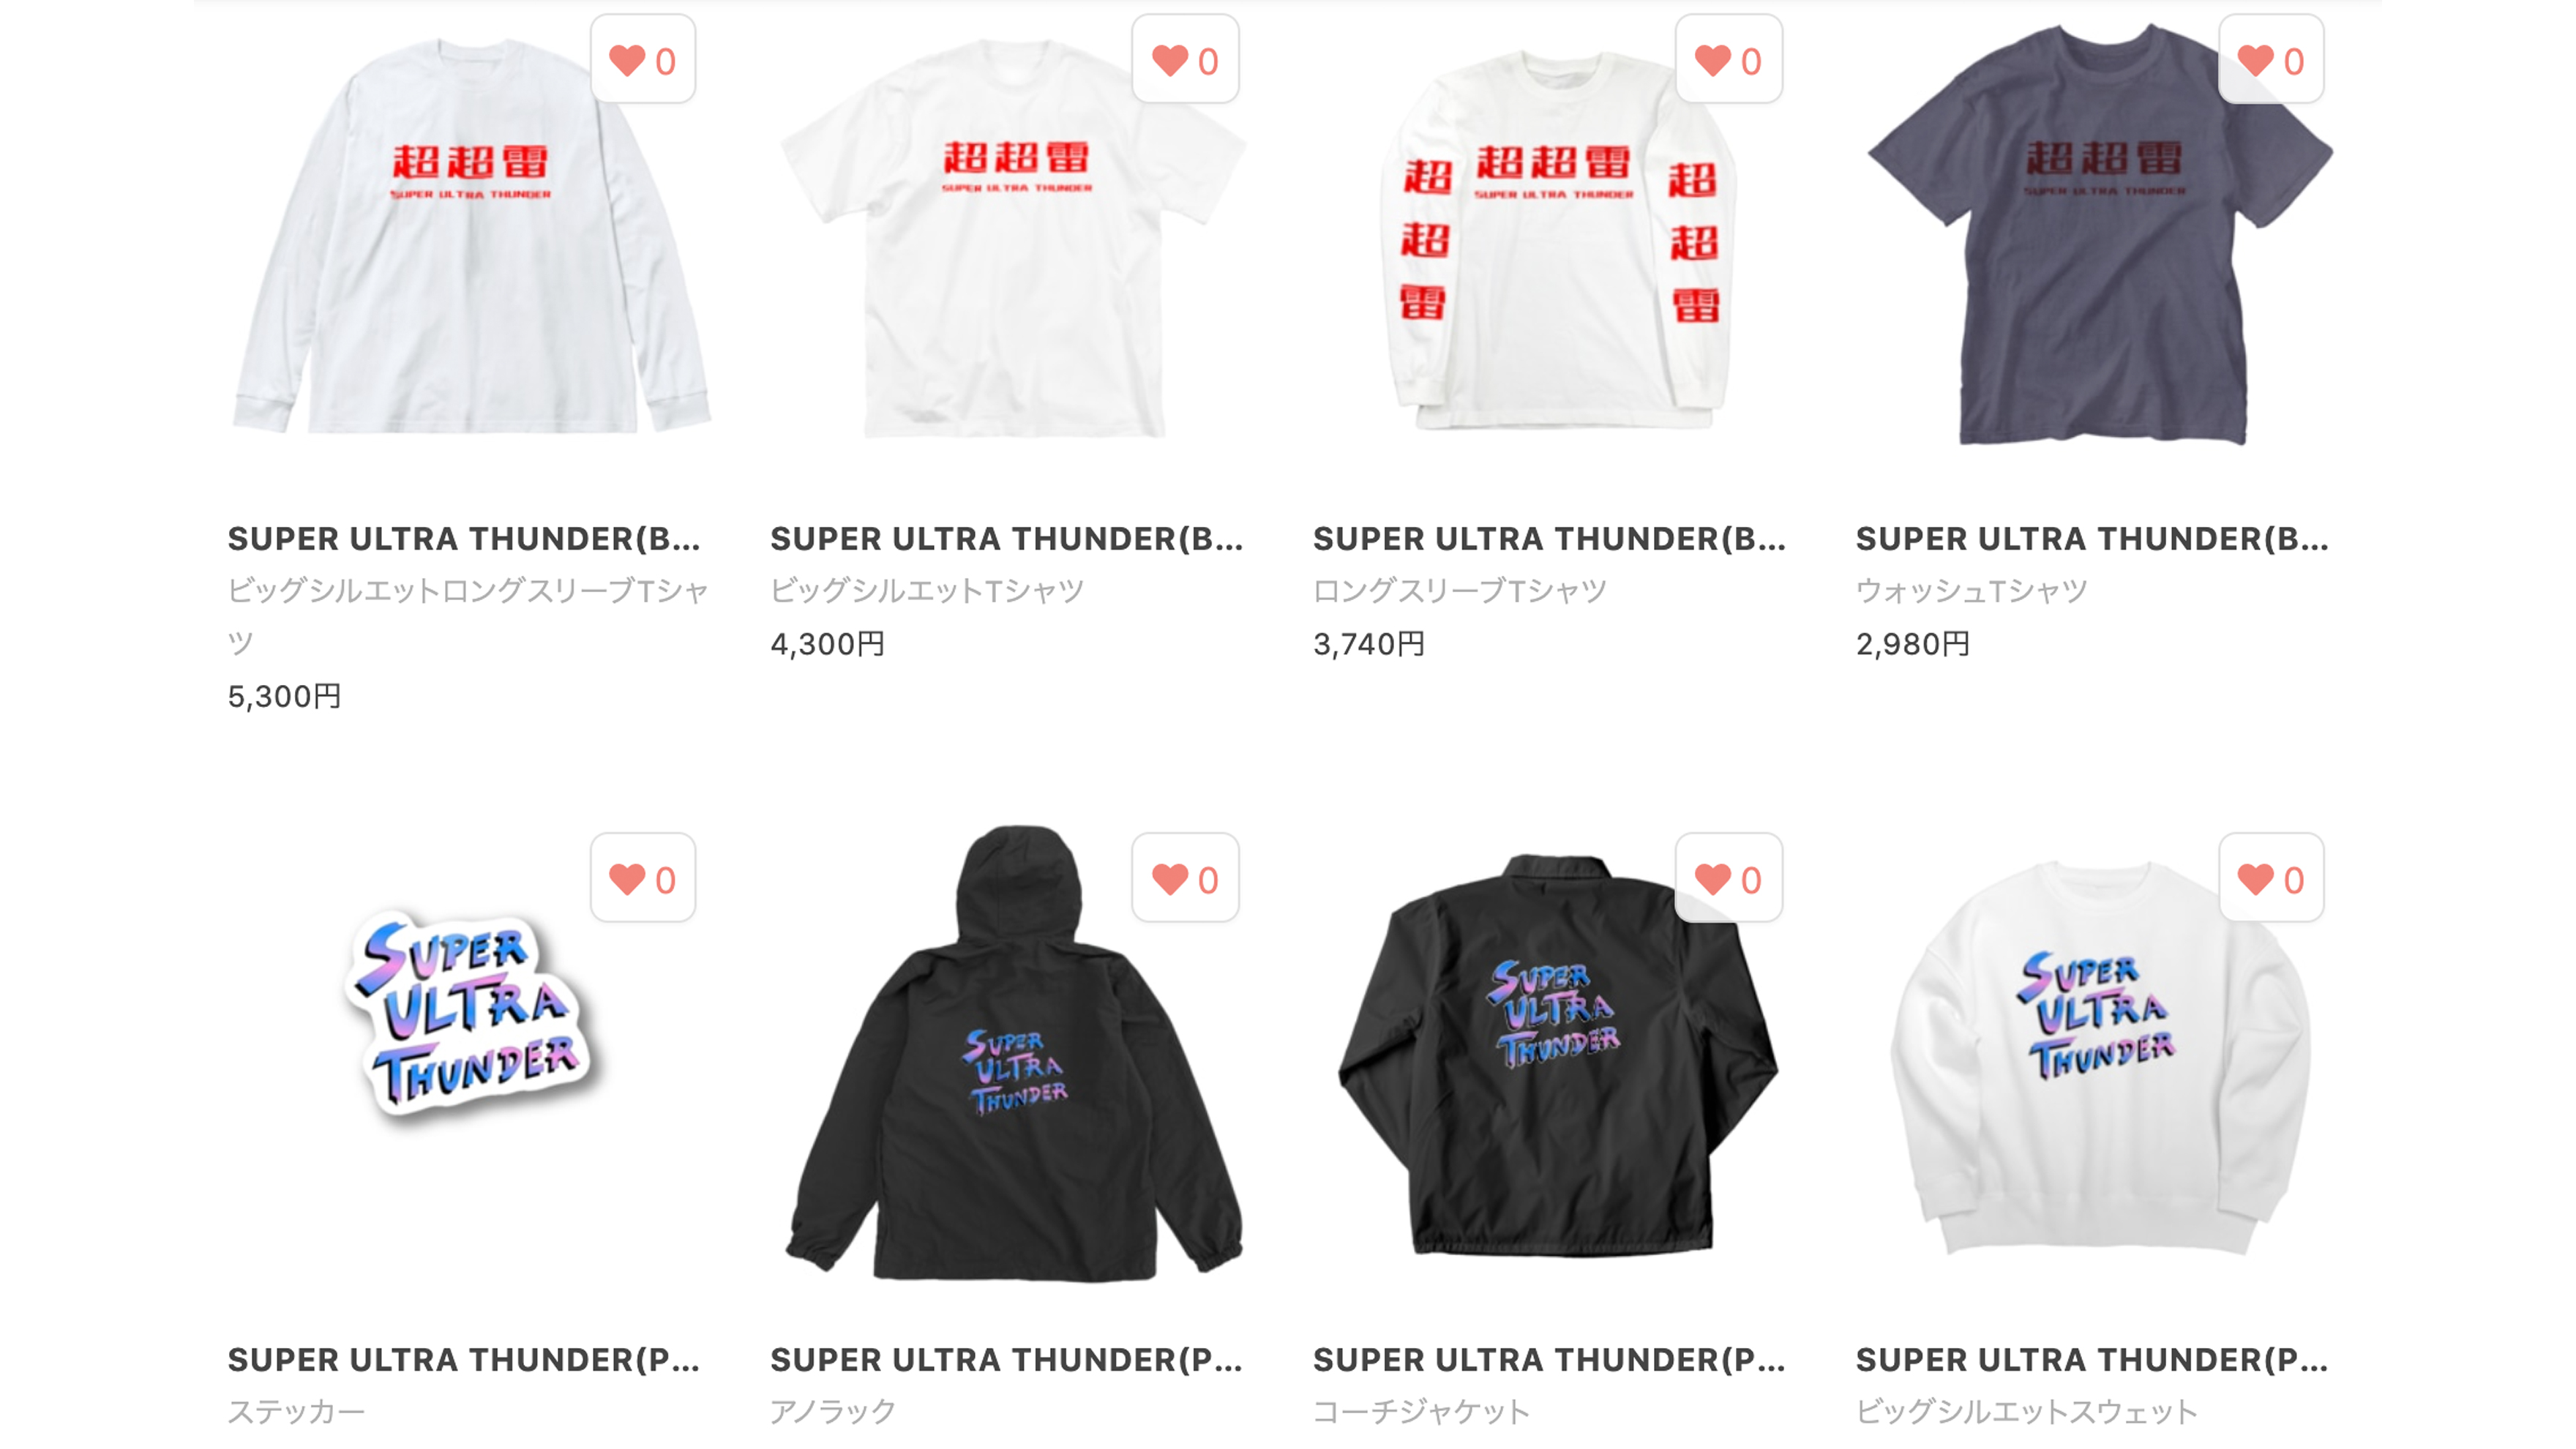 0
0
0
0
超超雷
SUPER ULTRA THUNDER
超超雷
SUPER ULTRA THUNDER
超
超
雷
超超雷
SUPER ULTRA THUNDER
超
超
雷
超超雷
SUPER ULTRA THUNDER
SUPER ULTRA THUNDER(B...
ビッグシルエットロングスリーブTシャ
ツ
5,300円
SUPER ULTRA THUNDER(B...
ビッグシルエットTシャツ
4,300円
SUPER ULTRA THUNDER(B...
ロングスリーブTシャツ
3,740円
SUPER ULTRA THUNDER(B...
ウォッシュTシャツ
2,980円
0
0
0
0
SUPER
ULTRA
THUNDER
SUPER
ULTRA
THUNDER
SUPER
ULTRA
THUNDER
SUPER
ULTRA
THUNDER
SUPER ULTRA THUNDER(P...
ステッカー
SUPER ULTRA THUNDER(P...
アノラック
SUPER ULTRA THUNDER(P...
コーチジャケット
SUPER ULTRA THUNDER(P...
ビッグシルエットスウェット